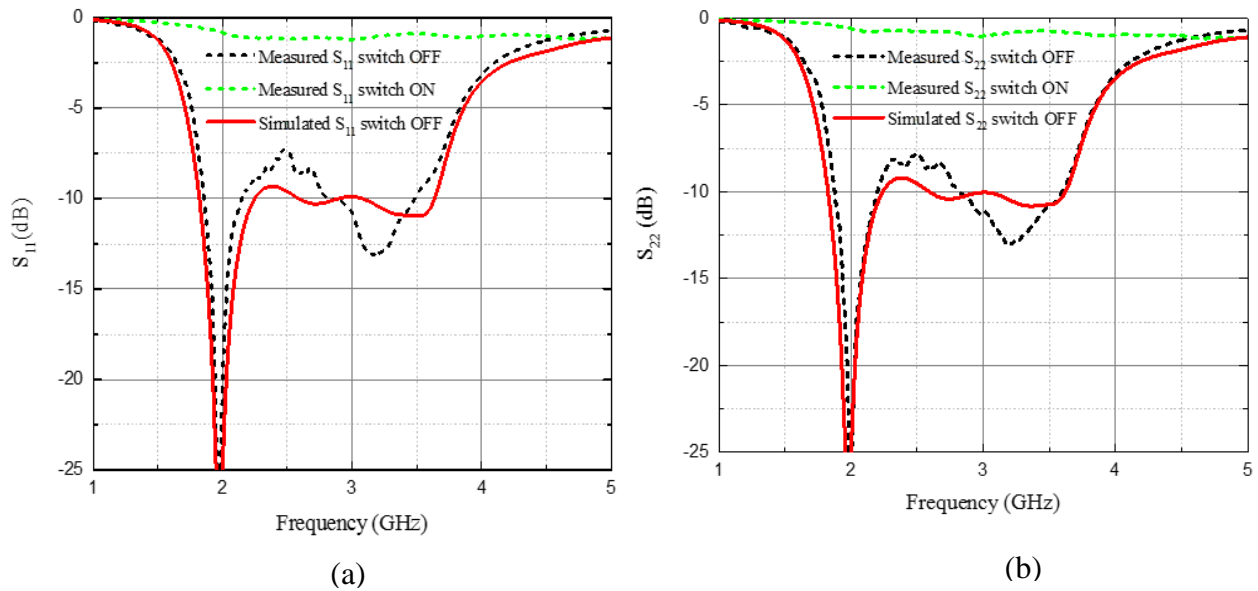 0
-5
-10
-15
-20
-25
1
2
3
4
5
S11(dB)
Frequency (GHz)
Measured S11 switch OFF
Measured S11 switch ON
Simulated S11 switch OFF
(a)
0
-5
-10
-15
-20
-25
1
2
3
4
5
S22 (dB)
Frequency (GHz)
Measured S22 switch OFF
Measured S22 switch ON
Simulated S22 switch OFF
(b)